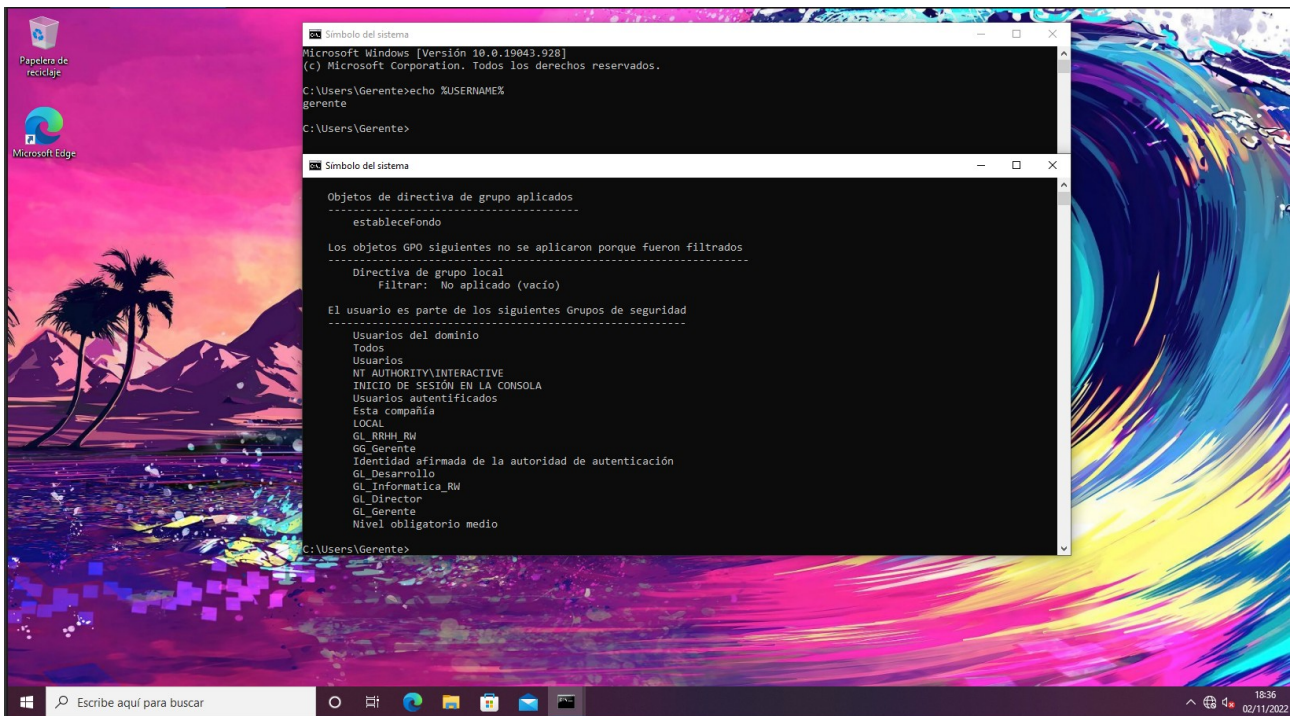 Papelera de
reciclaje
Microsoft Edge
Símbolo del sistema
Microsoft Windows [Versión 10.0.19043.928]
(c) Microsoft Corporation. Todos los derechos reservados.
C:\Users\Gerente>echo %USERNAME%
gerente
C:\Users\Gerente>
Símbolo del sistema
Objetos de directiva de grupo aplicados
---------------------------------------
estableceFondo
Los objetos GPO siguientes no se aplicaron porque fueron filtrados
------------------------------------------------------------------
Directiva de grupo local
Filtrar:  No aplicado (vacío)
El usuario es parte de los siguientes Grupos de seguridad
---------------------------------------------------------
Usuarios del dominio
Todos
Usuarios
NT AUTHORITY\INTERACTIVE
INICIO DE SESIÓN EN LA CONSOLA
Usuarios autentificados
Esta compañía
LOCAL
GL_RRHH_RW
GG_Gerente
Identidad afirmada de la autoridad de autenticación
GL_Desarrollo
GL_Informatica_RW
GL_Director
GL_Gerente
Nivel obligatorio medio
C:\Users\Gerente>
Escribe aquí para buscar
18:36
02/11/2022